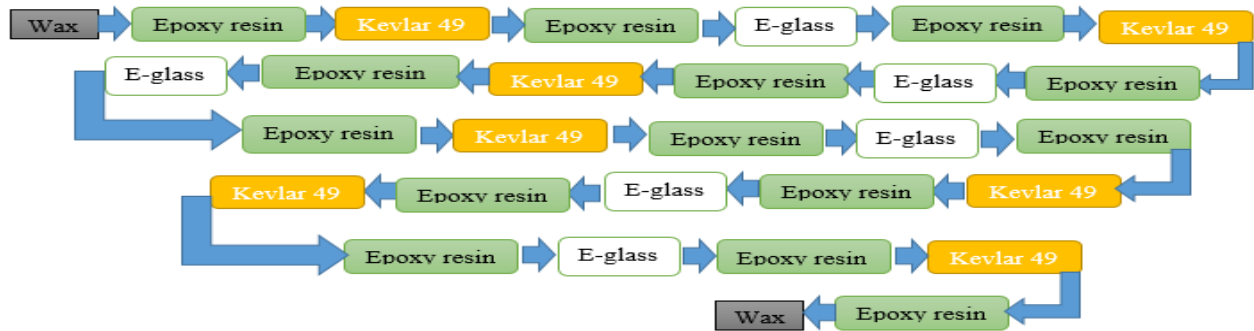 Wax Epoxy resin Kevlar 49 Epoxy resin E-glass Epoxy resin Kevlar 49
E-glass Epoxy resin Kevlar 49 Epoxy resin E-glass Epoxy resin
Epoxy resin Kevlar 49 Epoxy resin E-glass Epoxy resin
Kevlar 49 Epoxy resin E-glass Epoxy resin Kevlar 49
Epoxy resin E-glass Epoxy resin Kevlar 49
Wax Epoxy resin